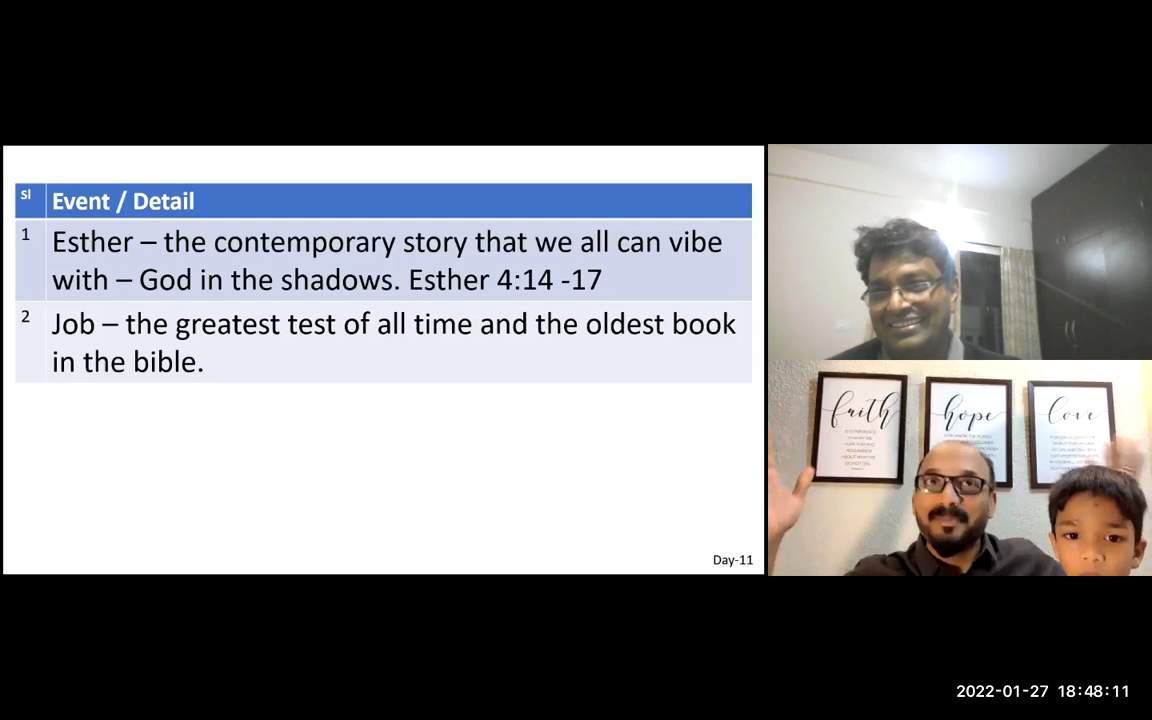 Sl Event / Detail
1 Esther – the contemporary story that we all can vibe
with – God in the shadows. Esther 4:14 -17
2 Job – the greatest test of all time and the oldest book
in the bible.
Day-11
faith
hope
love
2022-01-27 18:48:11